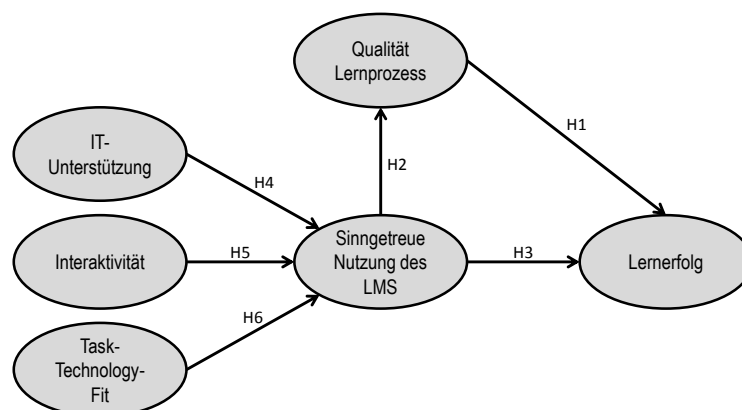 Qualität
Lernprozess
H1
IT-
Unterstützung
H2
H4
Interaktivität
H5
Sinngetreue
Nutzung des
LMS
H3
Lernerfolg
H6
Task-
Technology-
Fit